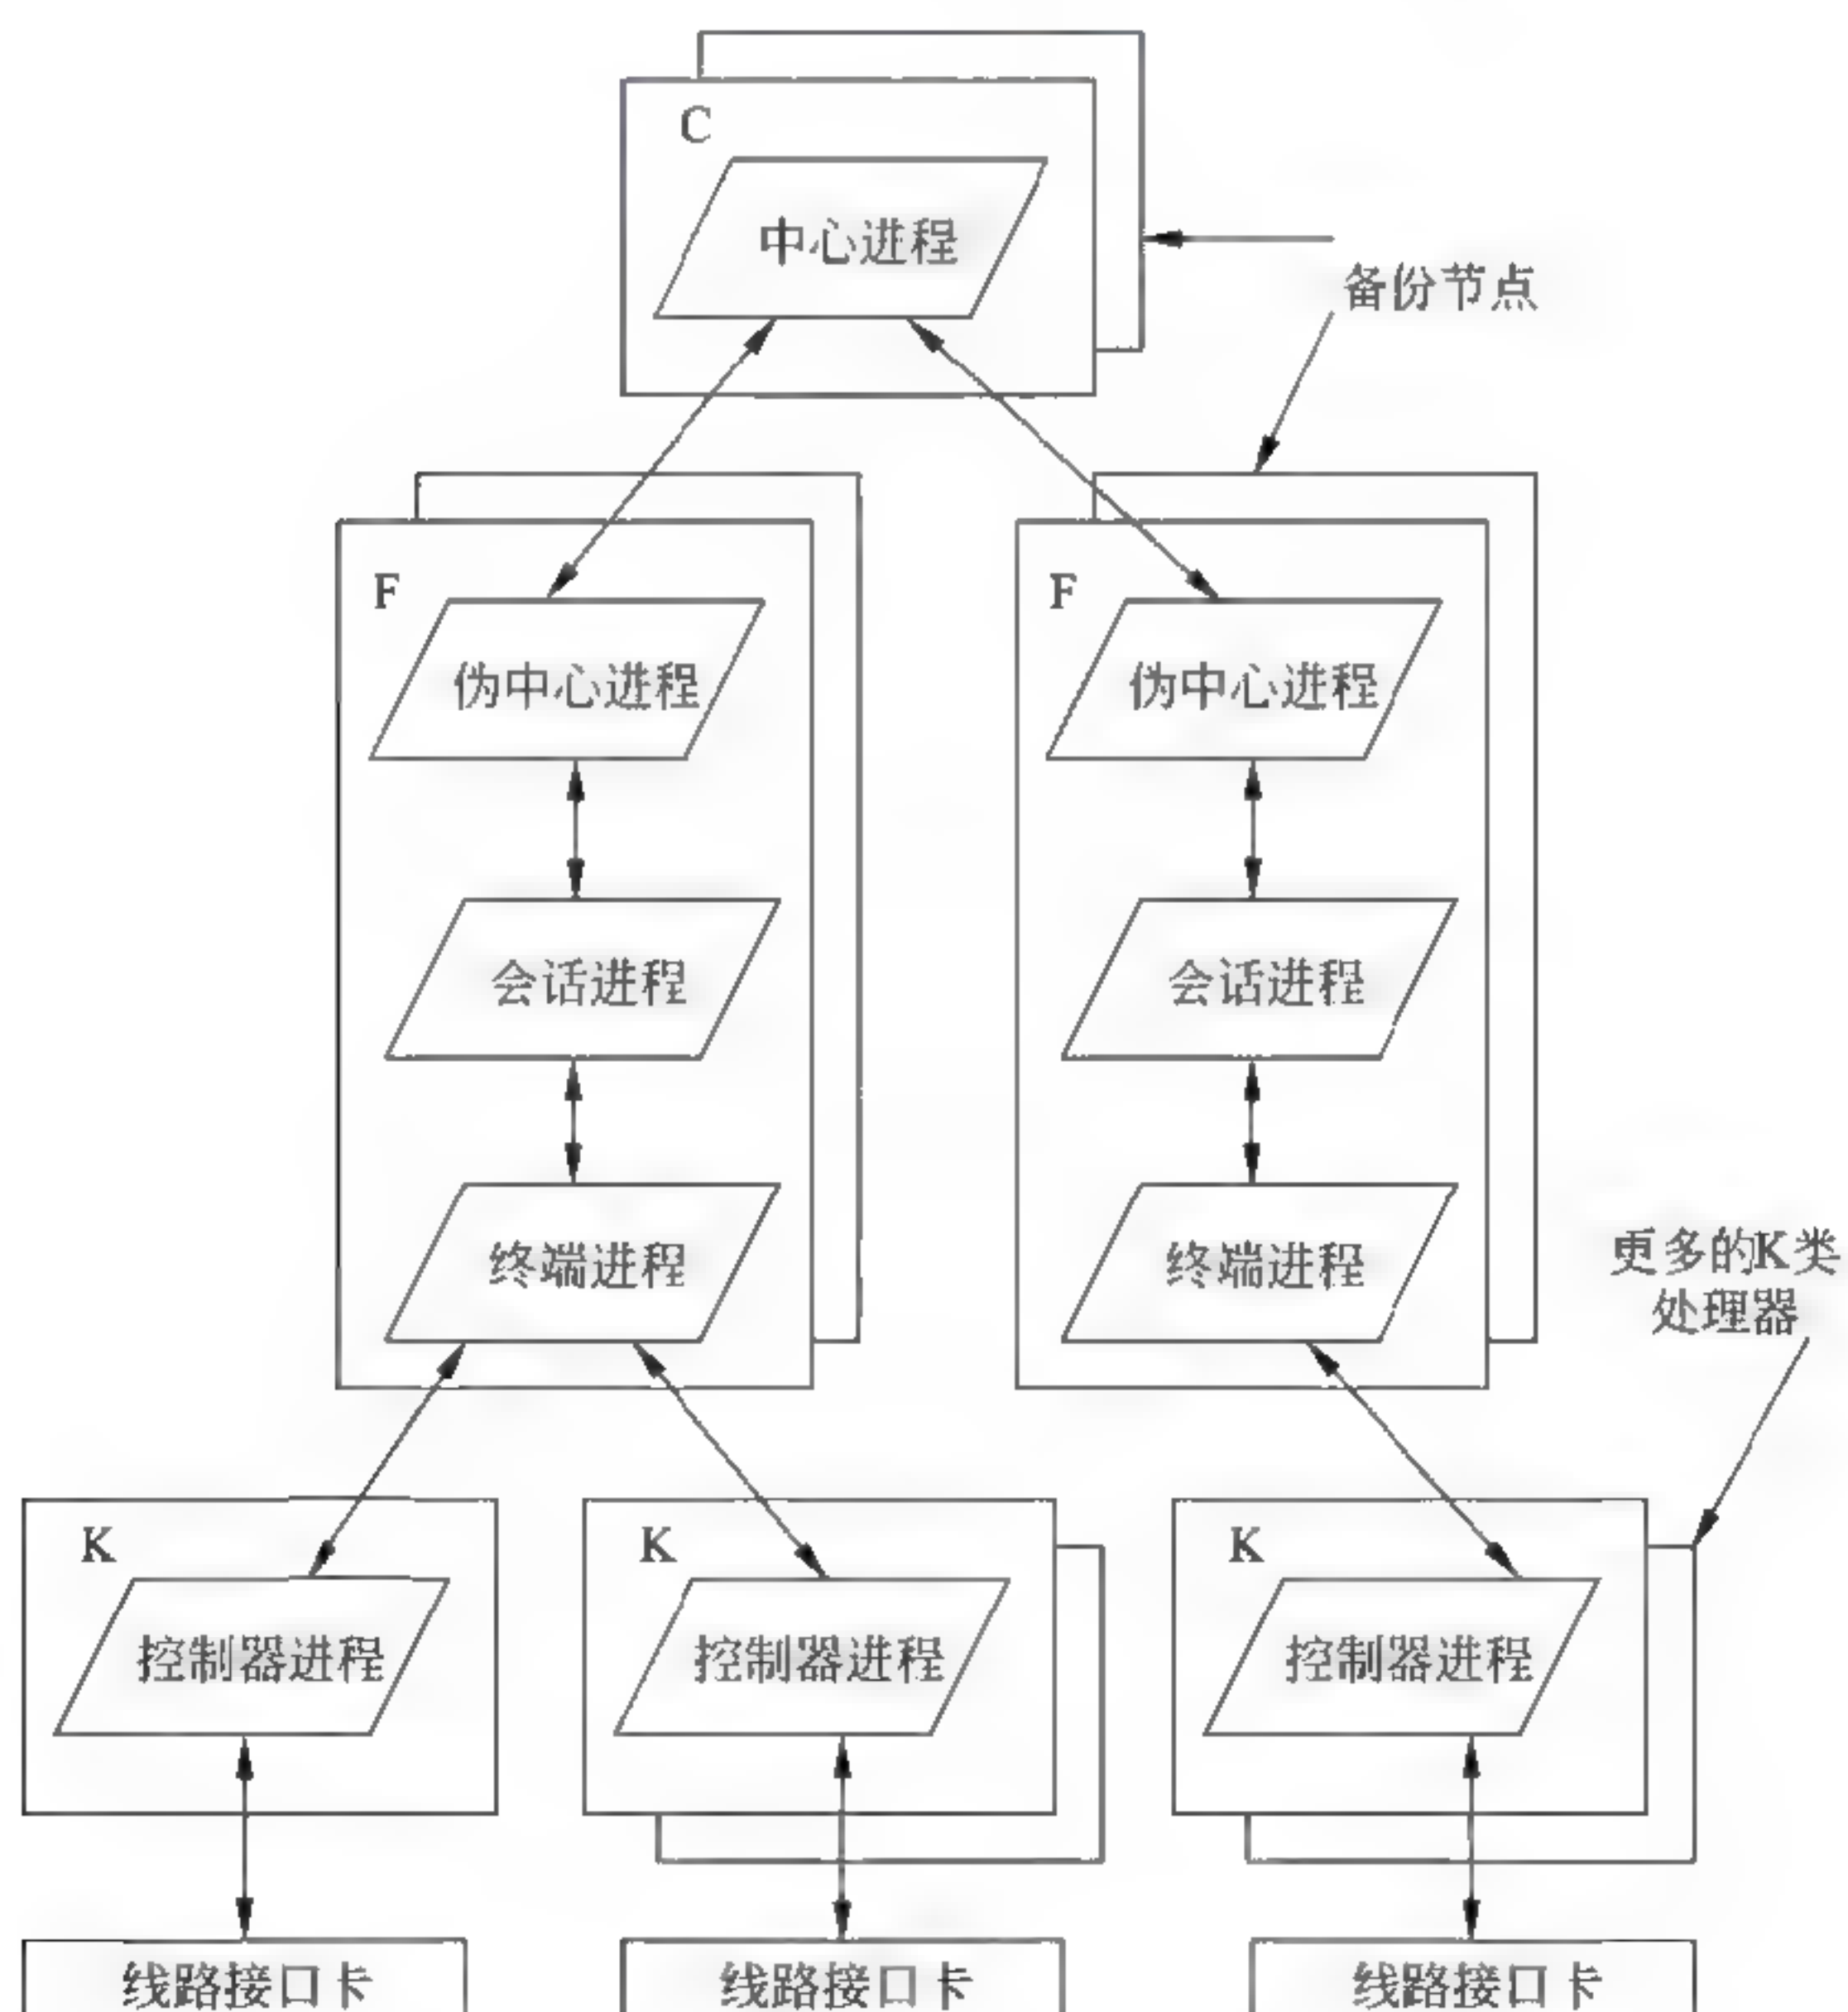 C
中心进程
备份节点
F
F
伪中心进程
伪中心进程
会话进程
会话进程
终端进程
终端进程
更多的K类
处理器
K
K
K
控制器进程
控制器进程
控制器进程
线路接口卡
线路接口卡
线路接口卡